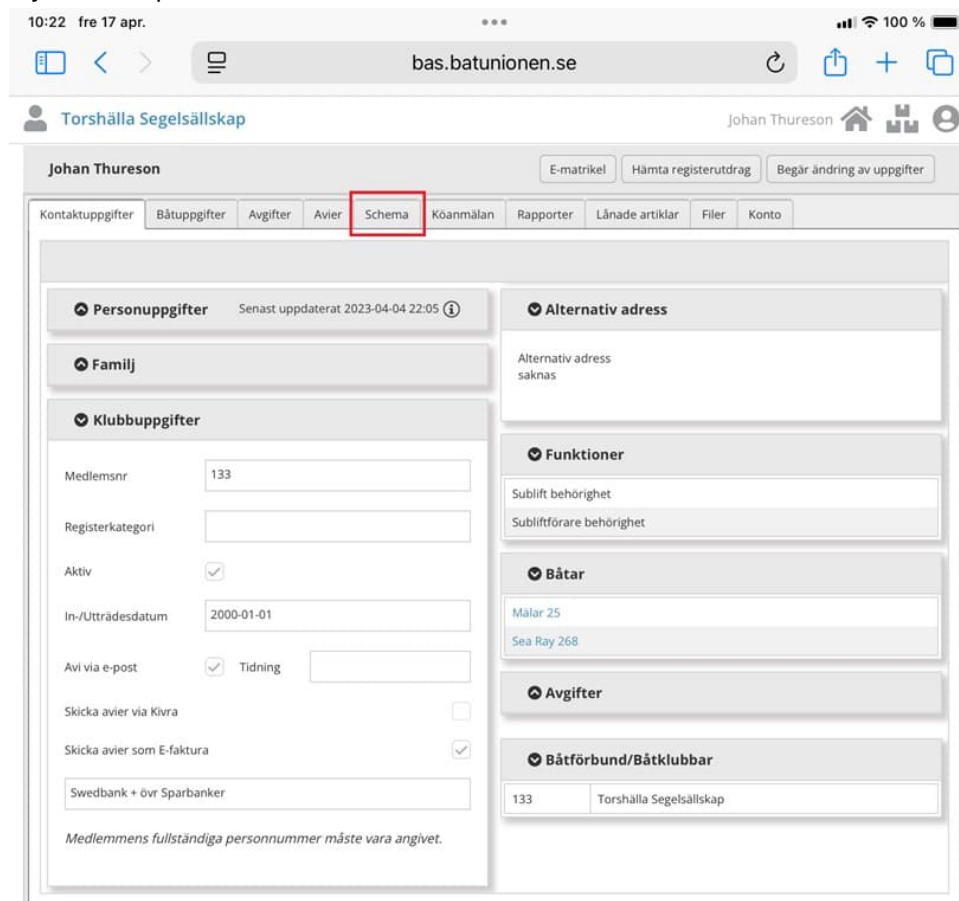 10:22 fre 17 apr.
100 %
bas.batunionen.se
Torshälla Segelsällskap
Johan Thureson
Johan Thureson
E-matrikel
Hämta registerutdrag
Begär ändring av uppgifter
Kontaktuppgifter
Båtuppgifter
Avgifter
Avier
Schema
Köanmälan
Rapporter
Lånade artiklar
Filer
Konto
Personuppgifter
Senast uppdaterat 2023-04-04 22:05
Familj
Klubbuppgifter
Medlemsnr 133
Registerkategori
Aktiv
In-/Utträdesdatum 2000-01-01
Avi via e-post
Tidning
Skicka avier via Kivra
Skicka avier som E-faktura
Swedbank + övr Sparbanker
Medlemmens fullständiga personnummer måste vara angivet.
Alternativ adress
Alternativ adress
saknas
Funktioner
Sublift behörighet
Subliftförare behörighet
Båtar
Mälar 25
Sea Ray 268
Avgifter
Båtförbund/Båtklubbar
133 Torshälla Segelsällskap